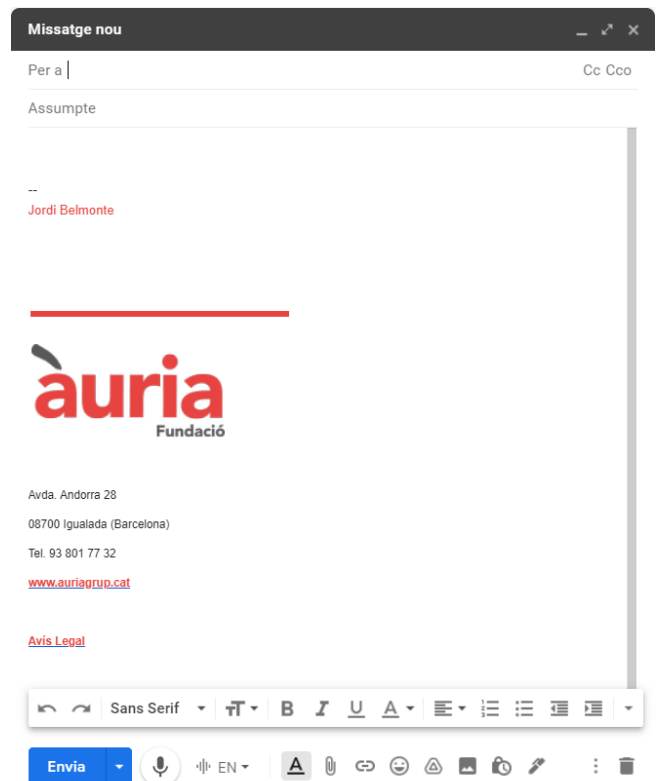 Missatge nou
Per a Cc Cco
Assumpte
--
Jordi Belmonte
àuria
Fundació
Avda. Andorra 28
08700 Igualada (Barcelona)
Tel. 93 801 77 32
www.auriagrup.cat
Avís Legal
Sans Serif B I U A
Envia EN A